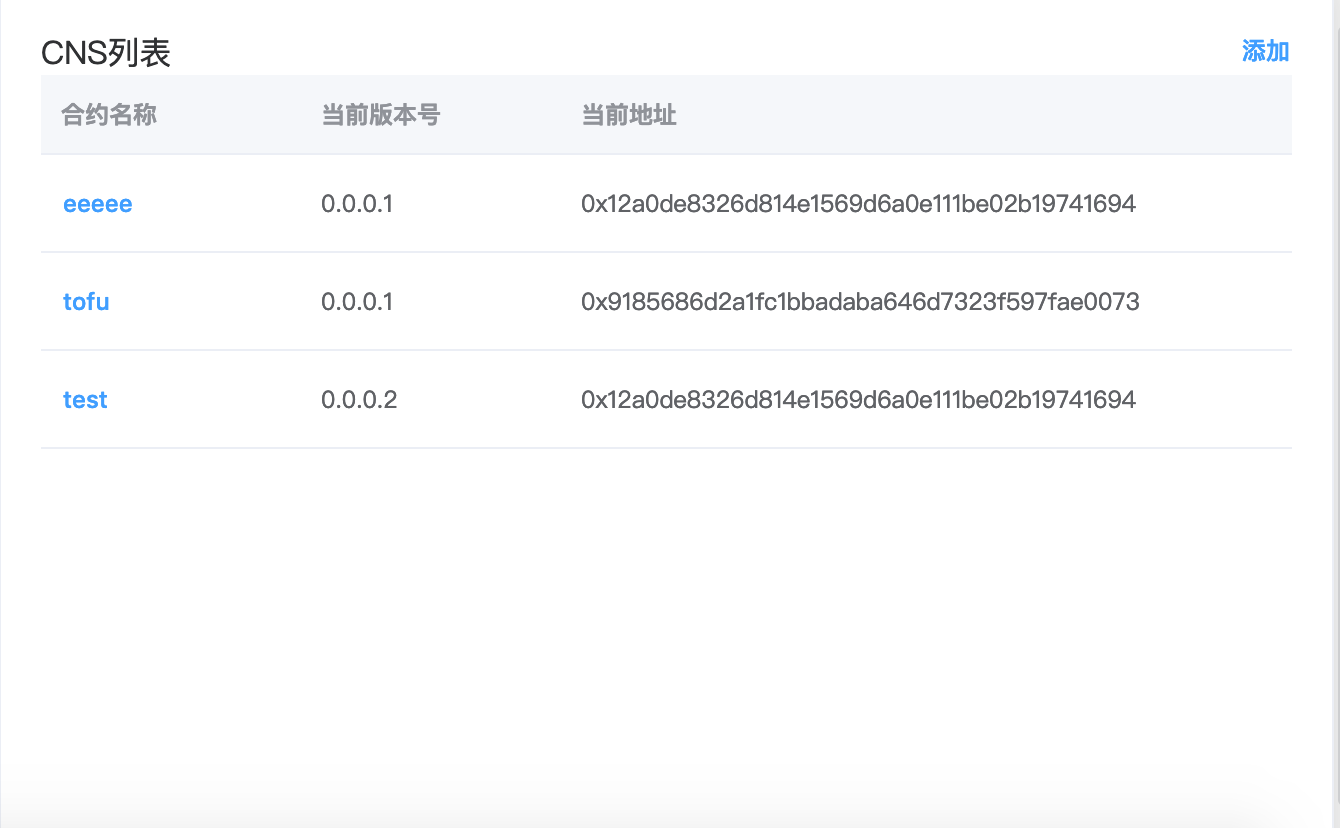 CNS列表 添加
合约名称 当前版本号 当前地址
eeeee 0.0.0.1 0x12a0de8326d814e1569d6a0e111be02b19741694
tofu 0.0.0.1 0x9185686d2a1fc1bbadaba646d7323f597fae0073
test 0.0.0.2 0x12a0de8326d814e1569d6a0e111be02b19741694